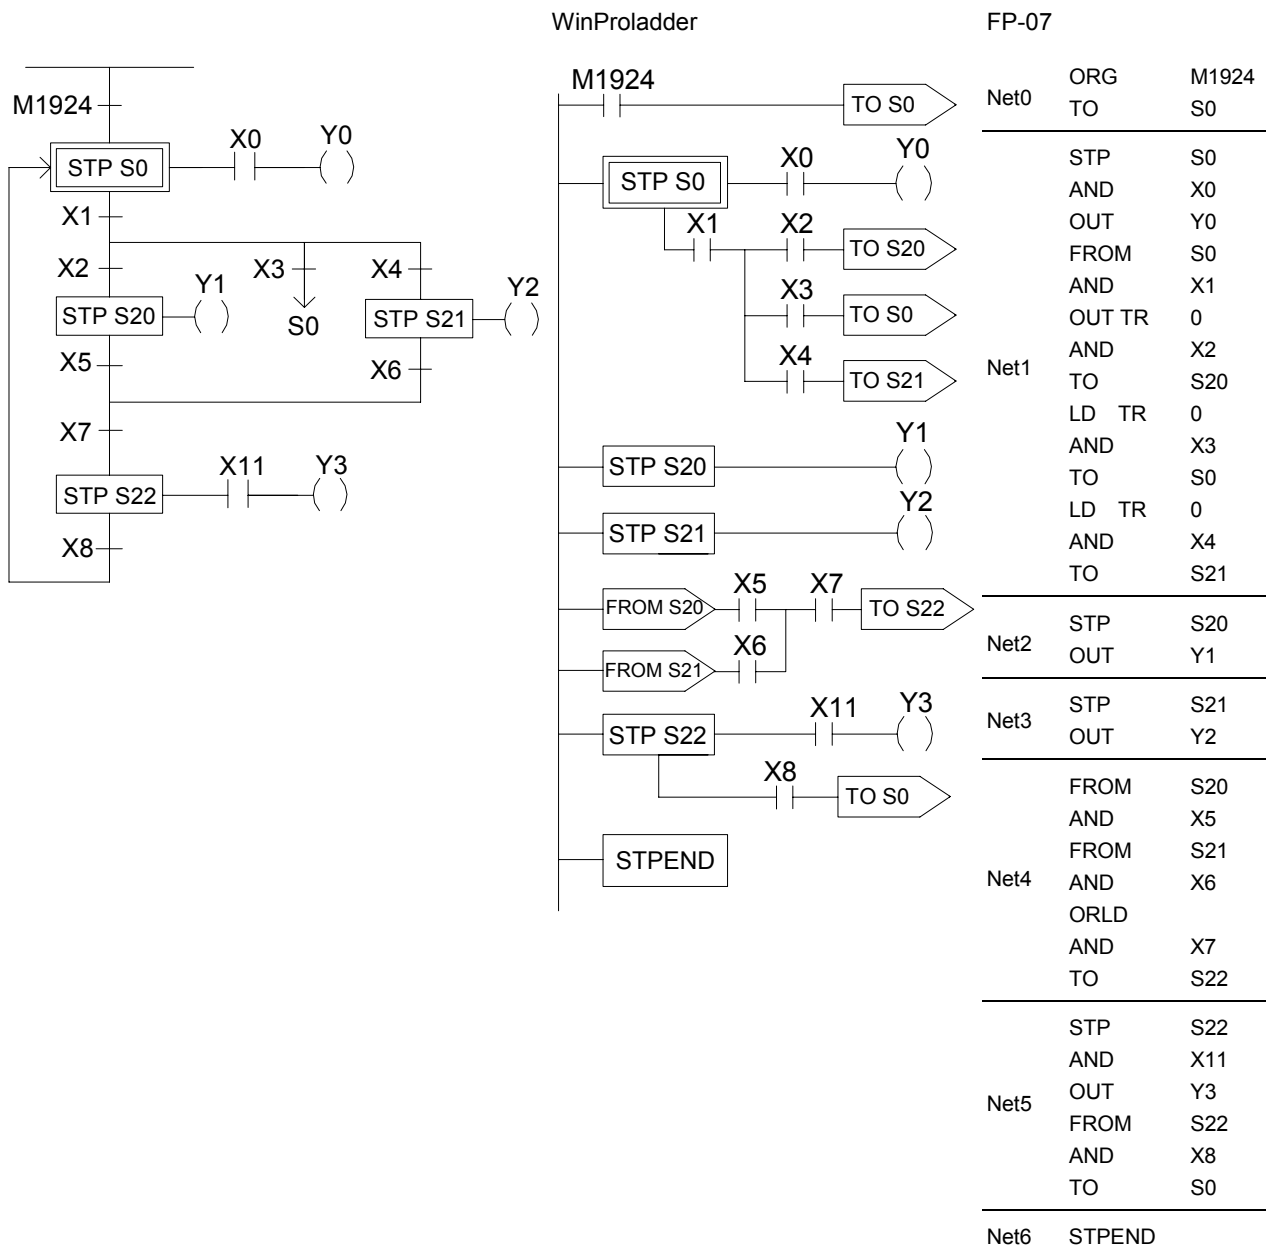 WinProladder
FP-07
M1924
STP S0
X0
Y0
X1
X2
X3
X4
STP S20
Y1
S0
STP S21
Y2
X5
X6
X7
STP S22
X11
Y3
X8
M1924
TO S0
STP S0
X0
Y0
X1
X2
TO S20
X3
TO S0
X4
TO S21
STP S20
Y1
STP S21
Y2
FROM S20
X5
X7
TO S22
FROM S21
X6
STP S22
X11
Y3
X8
TO S0
STPEND
Net0
ORG M1924
TO S0
Net1
STP S0
AND X0
OUT Y0
FROM S0
AND X1
OUT TR 0
AND X2
TO S20
LD TR 0
AND X3
TO S0
LD TR 0
AND X4
TO S21
Net2
STP S20
OUT Y1
Net3
STP S21
OUT Y2
Net4
FROM S20
AND X5
FROM S21
AND X6
ORLD
AND X7
TO S22
Net5
STP S22
AND X11
OUT Y3
FROM S22
AND X8
TO S0
Net6 STPEND